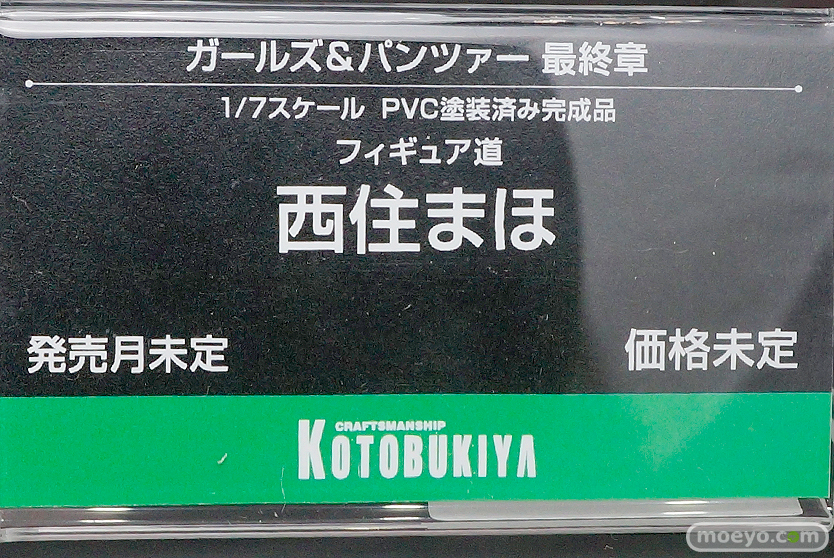 ガールズ&パンツァー 最終章
1/7スケール PVC塗装済み完成品
フィギュア道
西住まほ
発売月未定 価格未定
CRAFTSMANSHIP
KOTOBUKIYA
moeyo.com